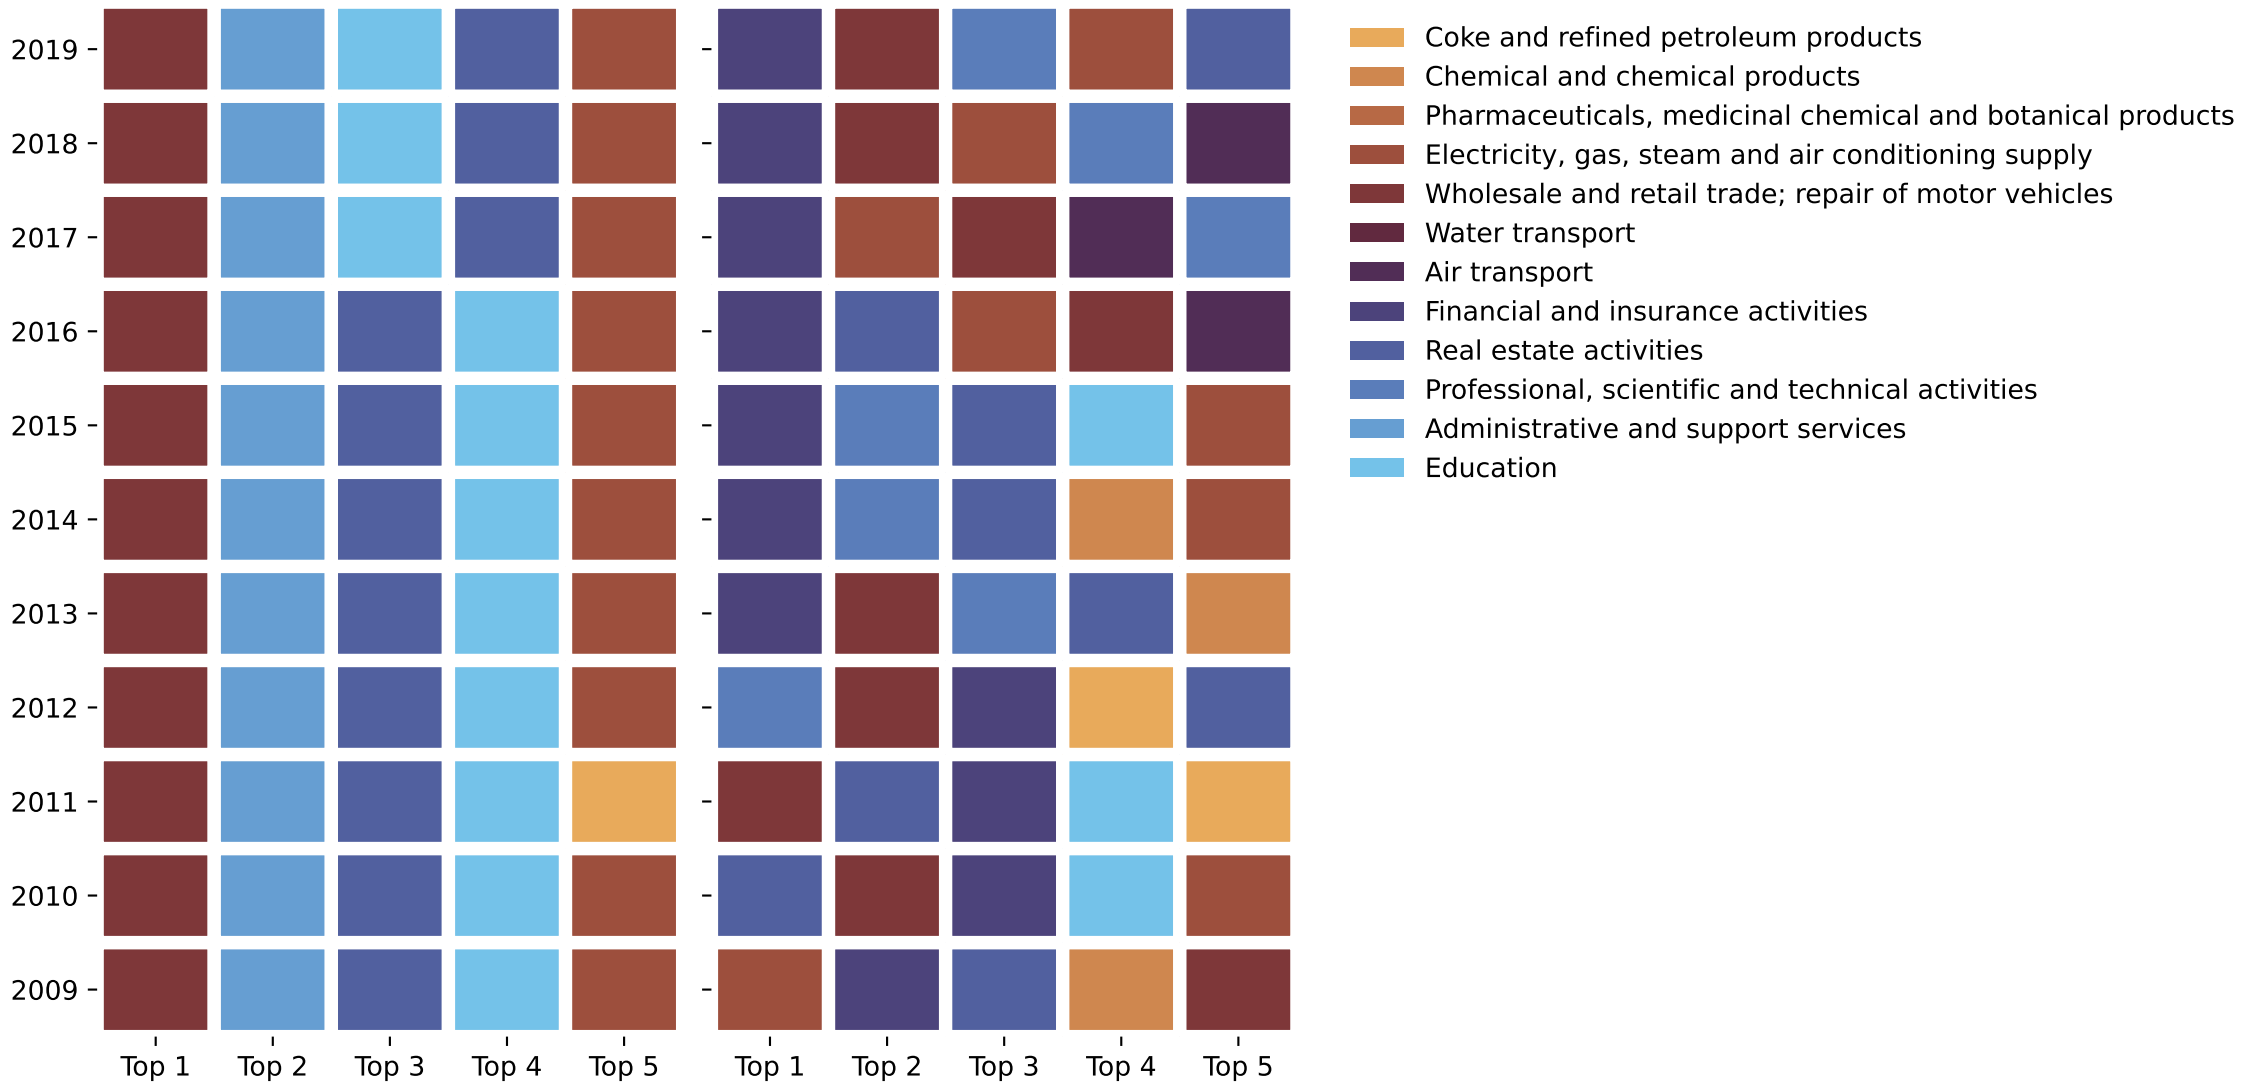 2019
2018
2017
2016
2015
2014
2013
2012
2011
2010
2009
Top 1 Top 2 Top 3 Top 4 Top 5
Top 1 Top 2 Top 3 Top 4 Top 5
Coke and refined petroleum products
Chemical and chemical products
Pharmaceuticals, medicinal chemical and botanical products
Electricity, gas, steam and air conditioning supply
Wholesale and retail trade; repair of motor vehicles
Water transport
Air transport
Financial and insurance activities
Real estate activities
Professional, scientific and technical activities
Administrative and support services
Education